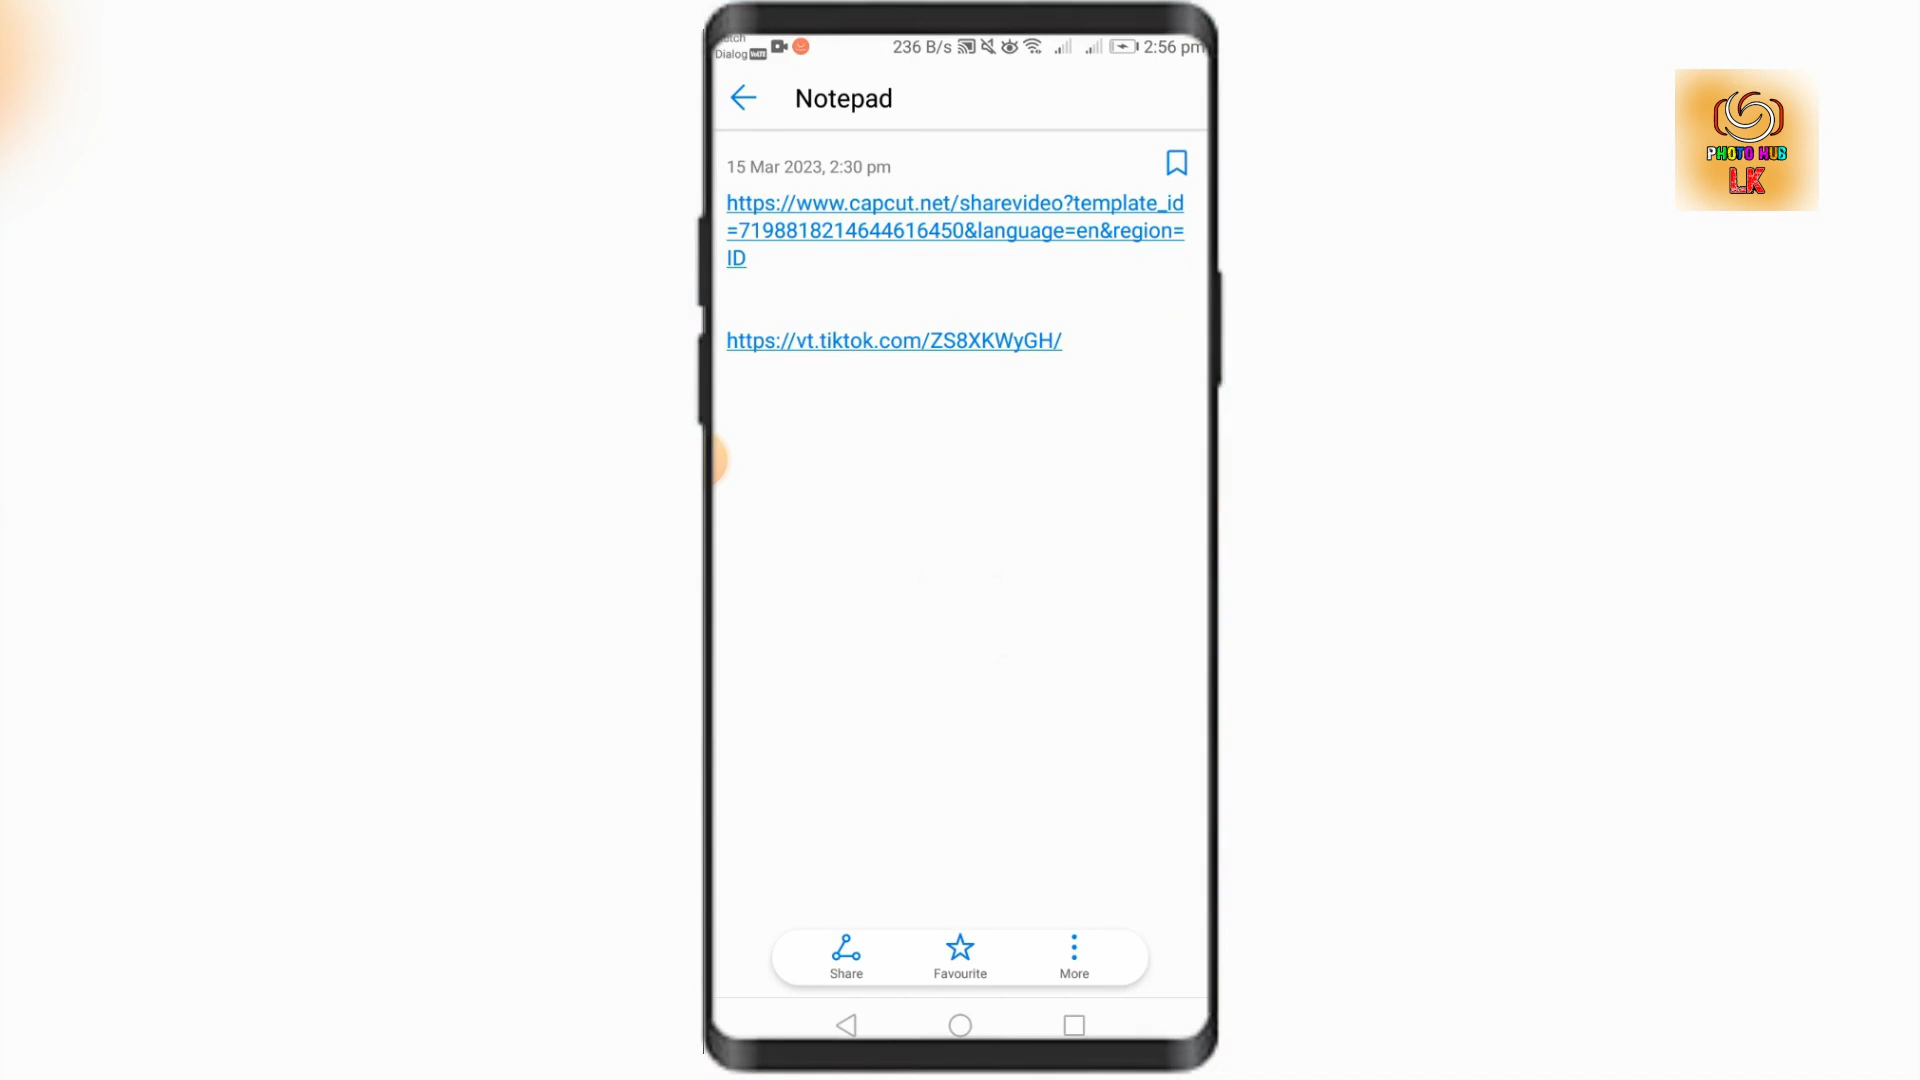 Dialog VoLTE 236 B/s 2:56 pm
Notepad
PHOTO HUB
LK
15 Mar 2023, 2:30 pm
https://www.capcut.net/sharevideo?template_id
=7198818214644616450&language=en&region=
ID
https://vt.tiktok.com/ZS8XKWyGH/
Share Favourite More